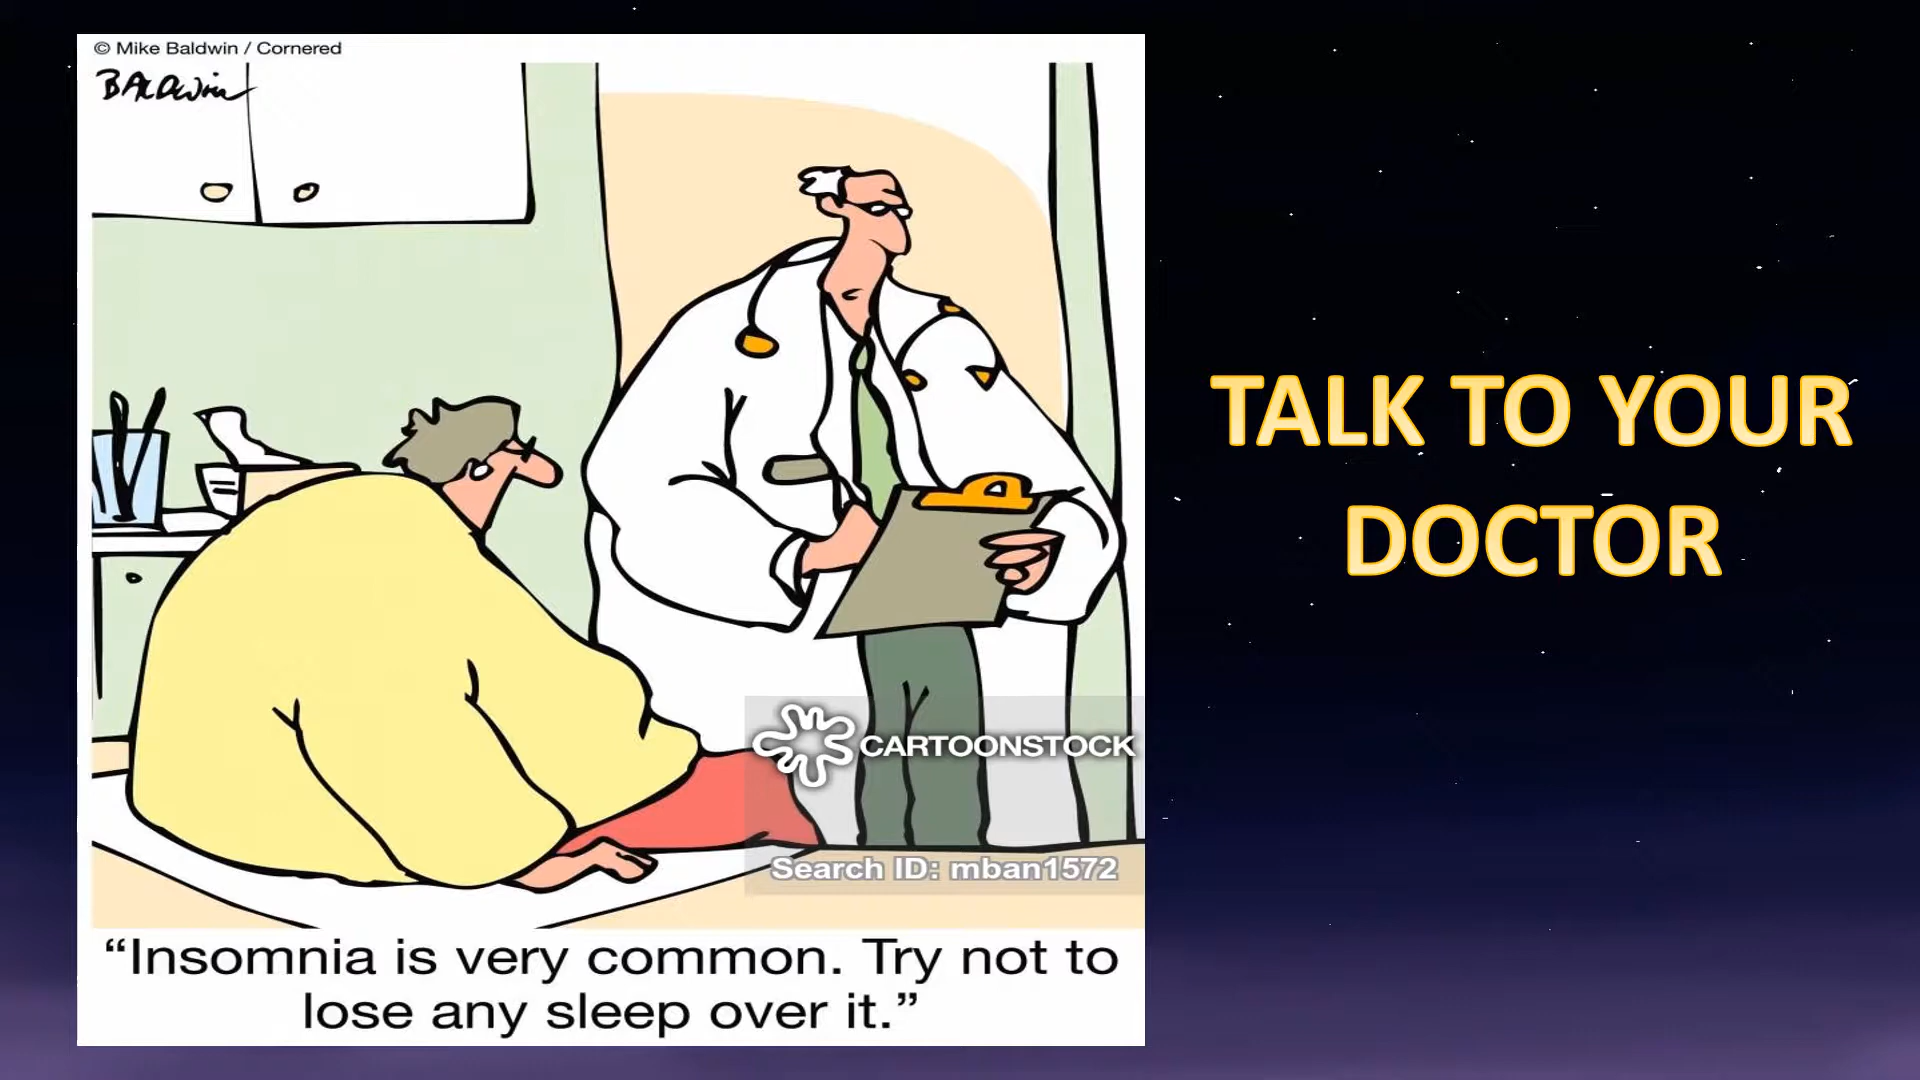 © Mike Baldwin / Cornered
BALDWIN
CARTOONSTOCK
Search ID: mban1572
“Insomnia is very common. Try not to
lose any sleep over it.”
TALK TO YOUR
DOCTOR